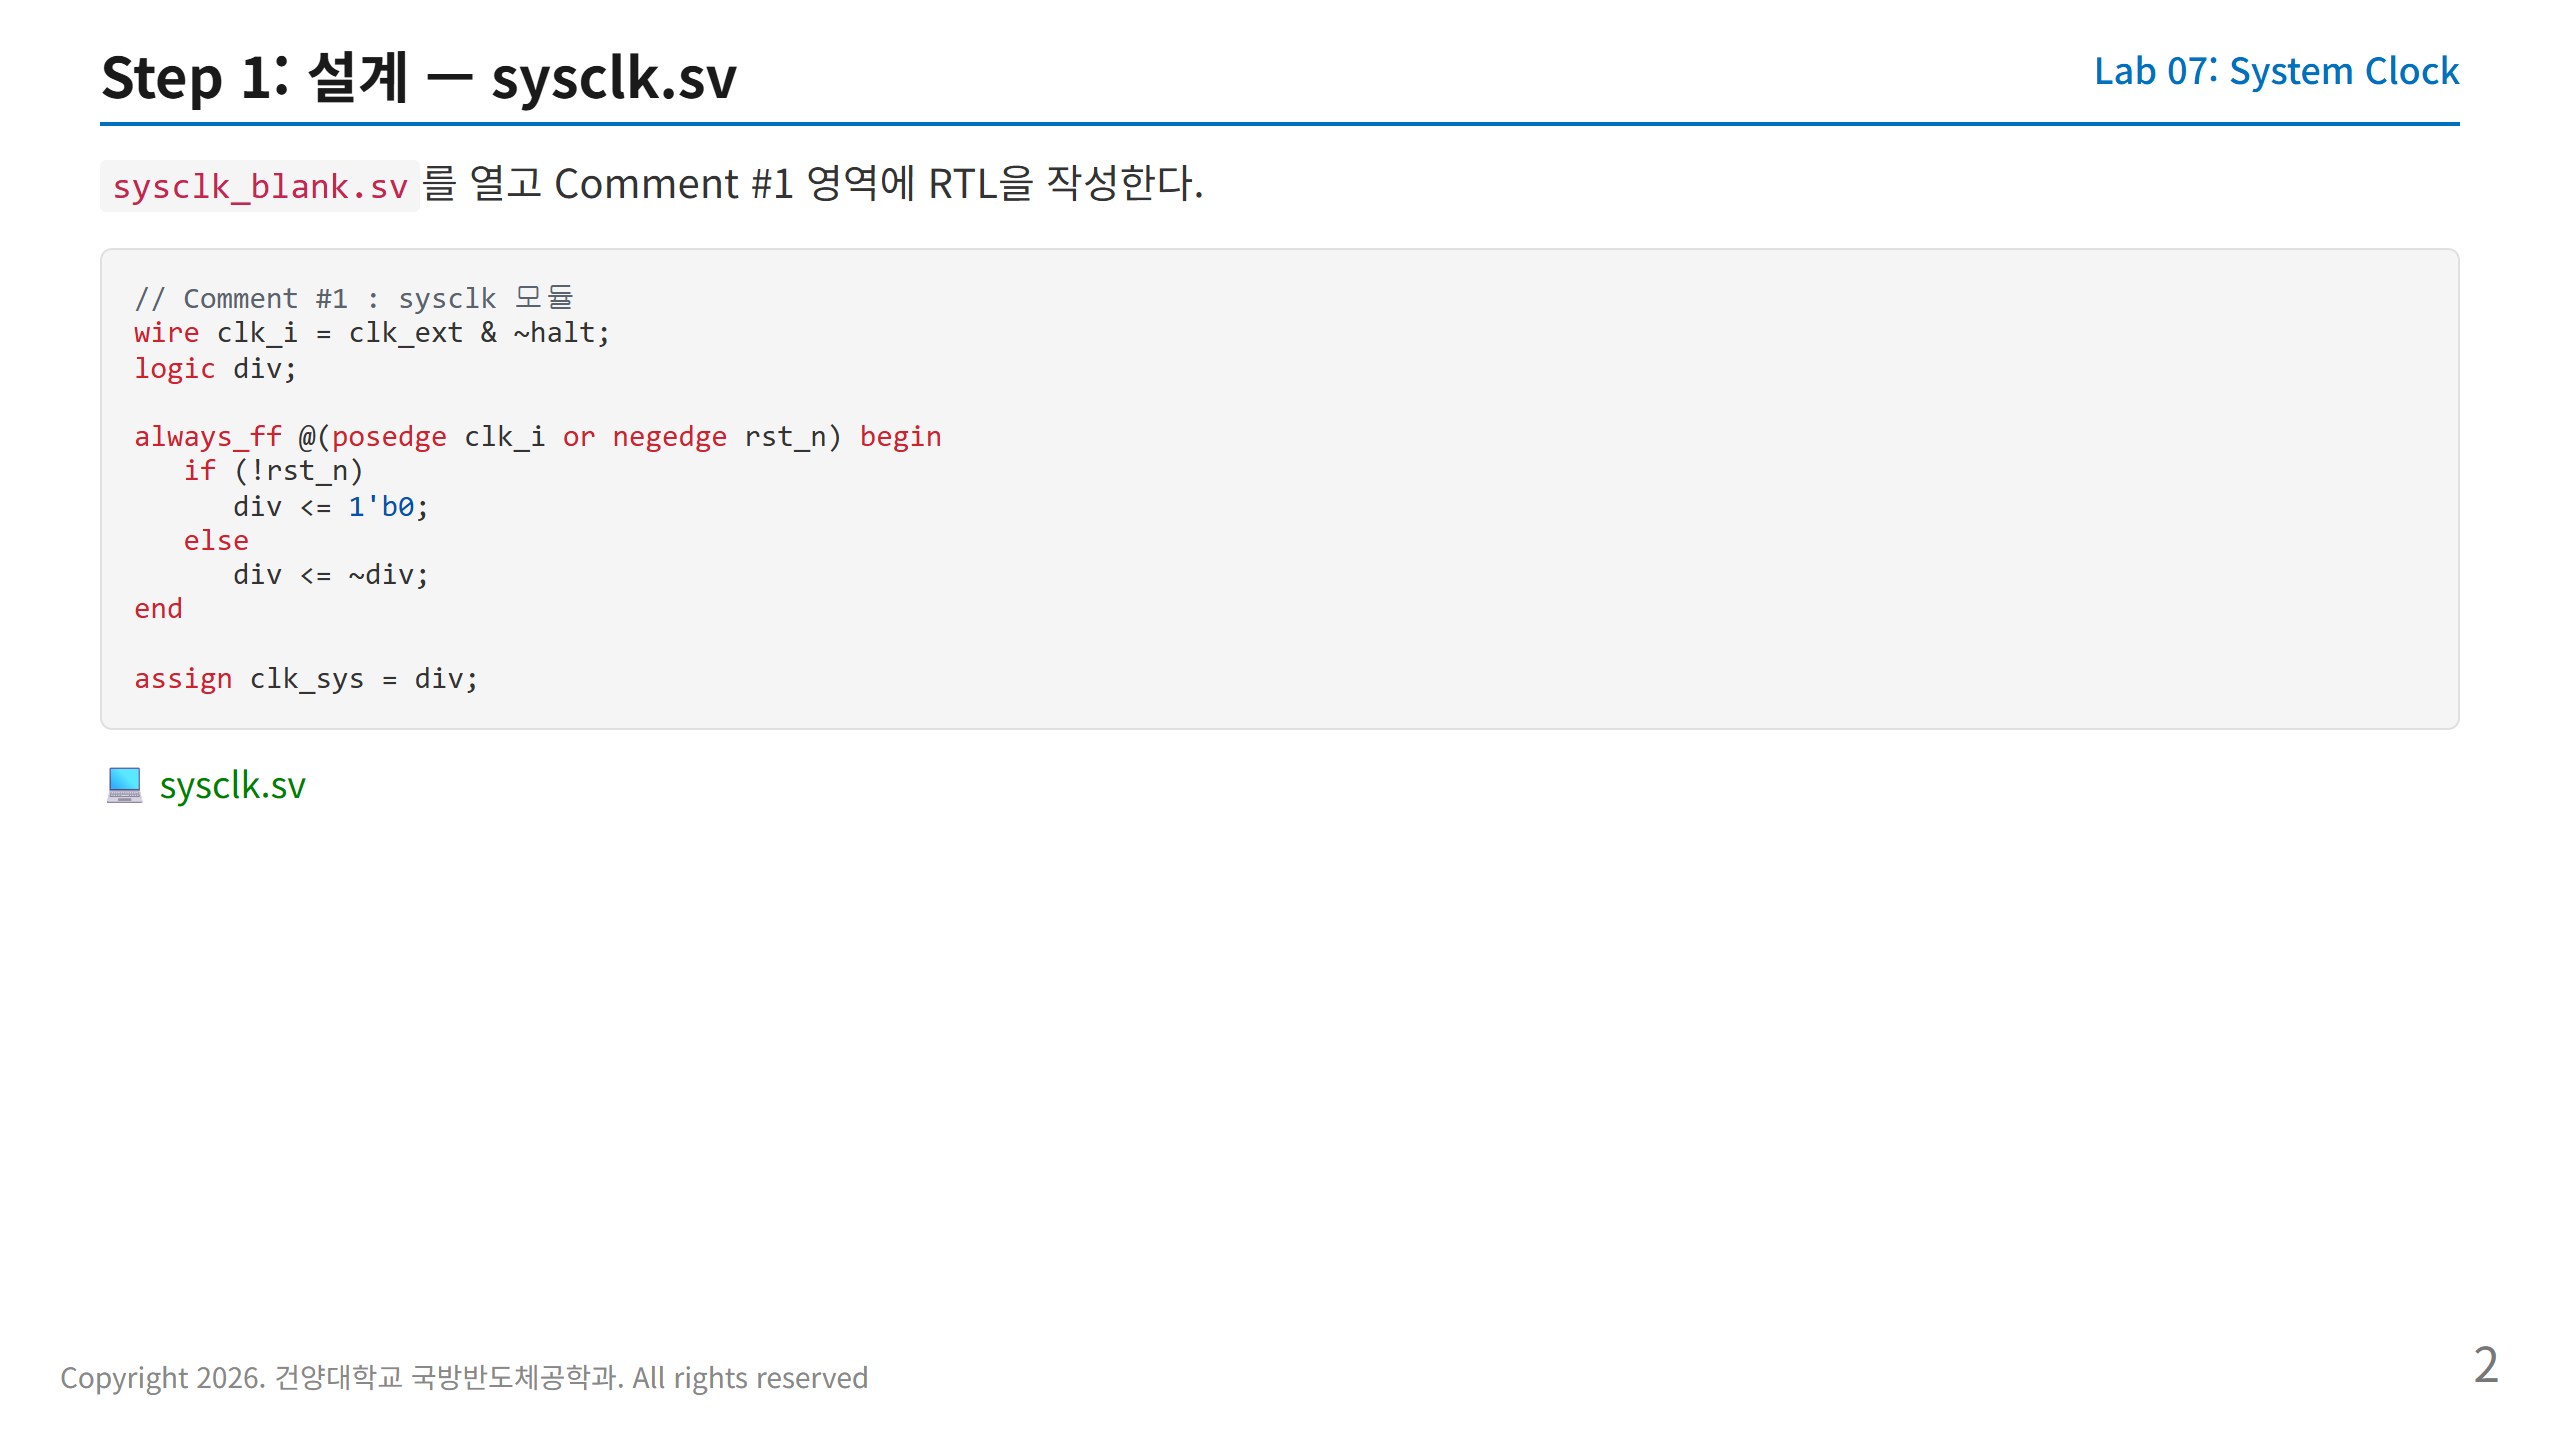 Step 1: 설계 — sysclk.sv
Lab 07: System Clock
sysclk_blank.sv를 열고 Comment #1 영역에 RTL을 작성한다.
// Comment #1 : sysclk 모듈
wire clk_i = clk_ext & ~halt;
logic div;
always_ff @(posedge clk_i or negedge rst_n) begin
   if (!rst_n)
      div <= 1'b0;
   else
      div <= ~div;
end
assign clk_sys = div;
💻 sysclk.sv
Copyright 2026. 건양대학교 국방반도체공학과. All rights reserved
2